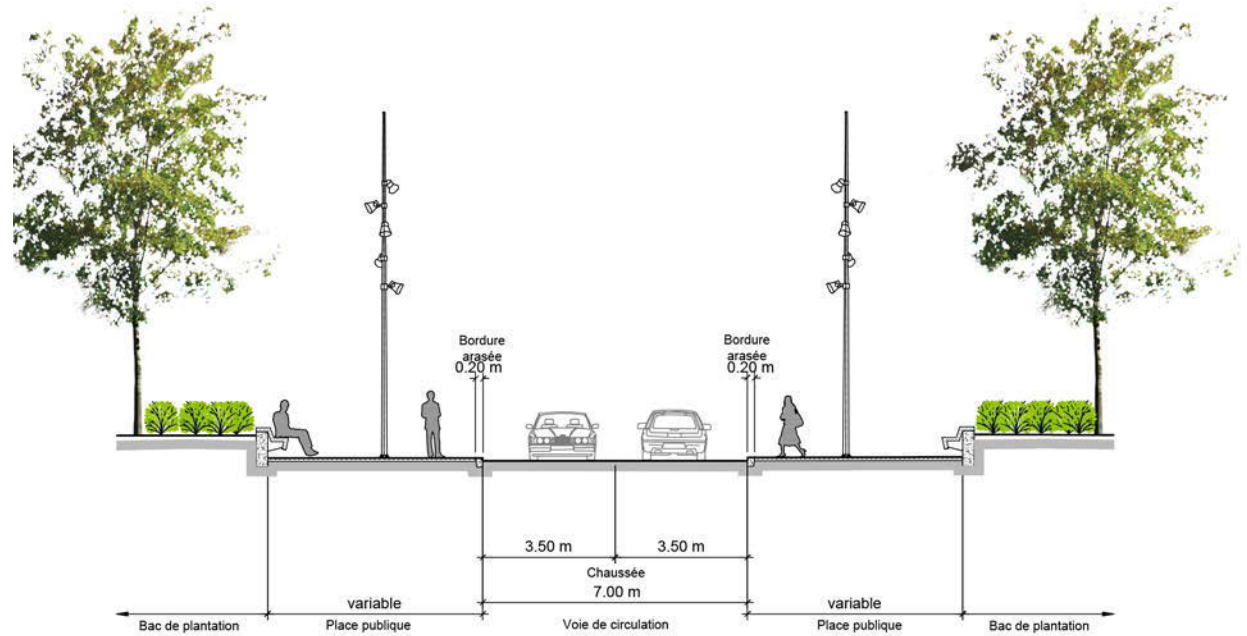 Bordure
arasée
0.20 m
Bordure
arasée
0.20 m
3.50 m
3.50 m
Chaussée
7.00 m
variable
variable
Bac de plantation
Place publique
Voie de circulation
Place publique
Bac de plantation